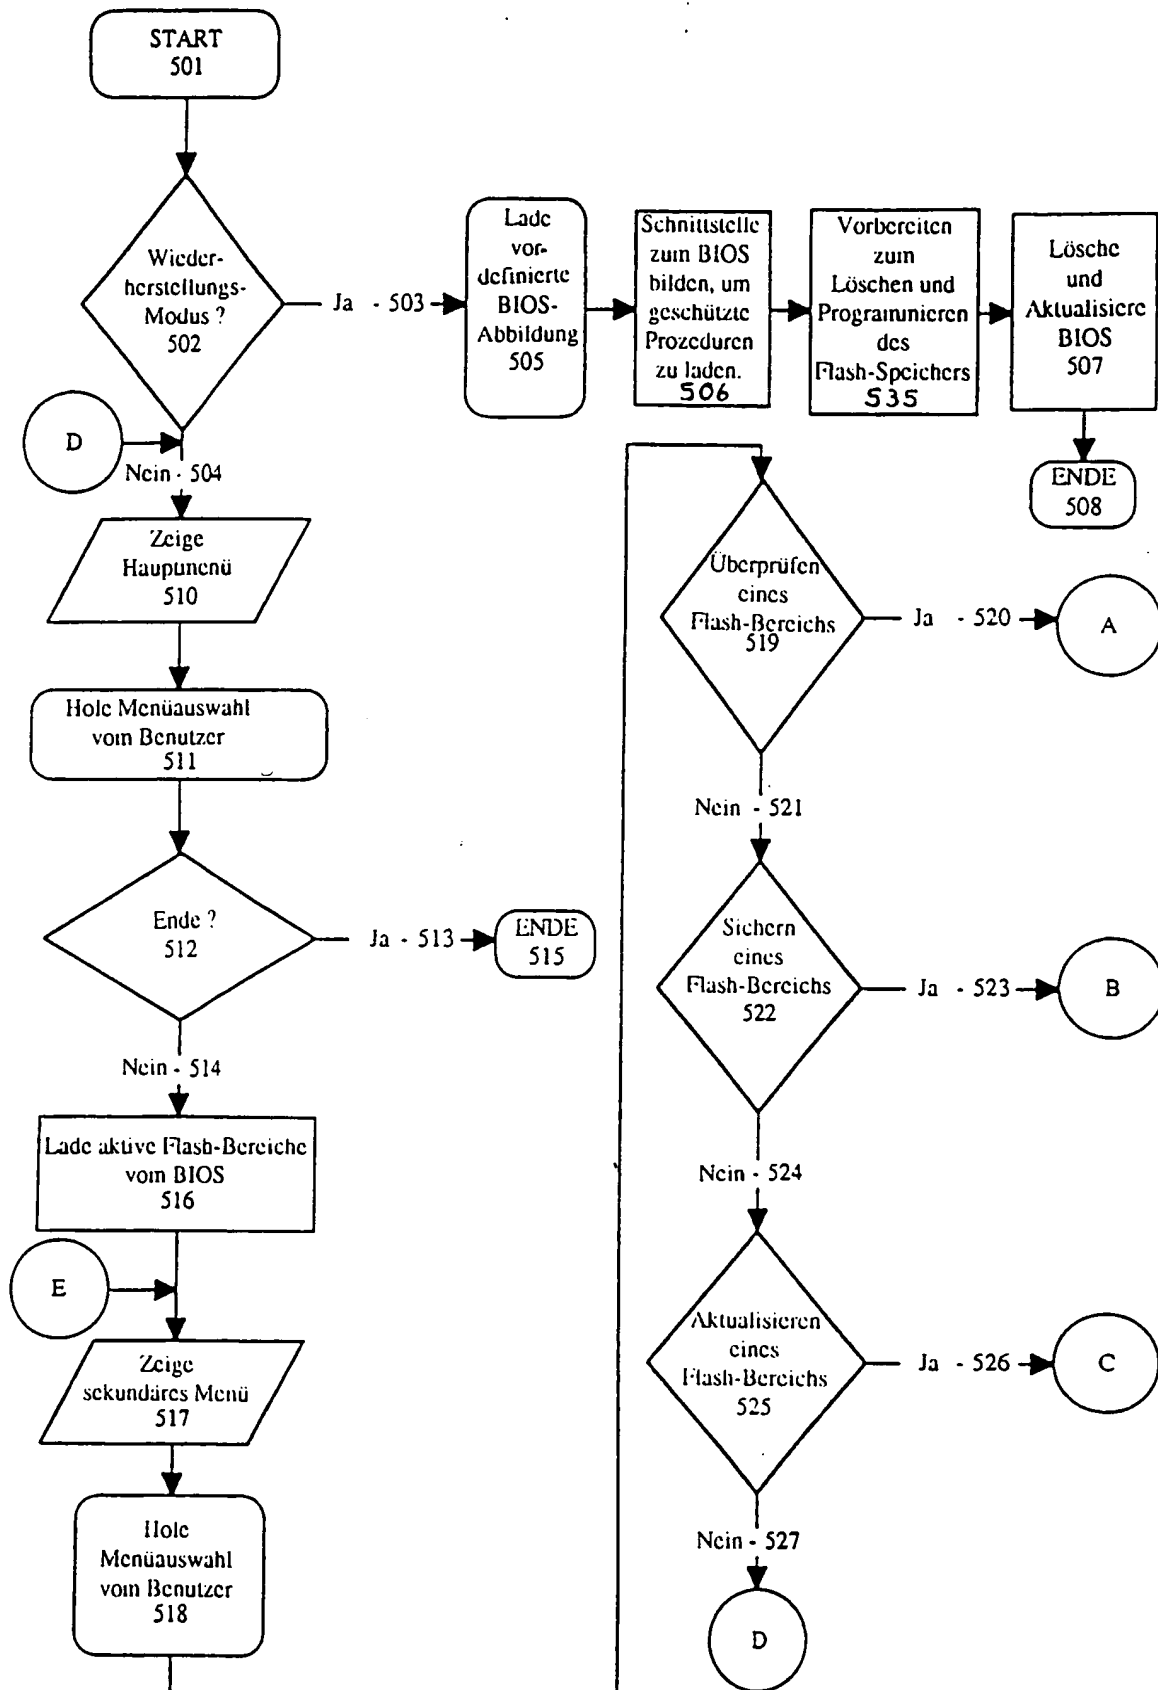 START
501
Wieder-
herstellungs-
Modus ?
502
Ja - 503
Lade
vor-
definierte
BIOS-
Abbildung
505
Schnittstelle
zum BIOS
bilden, um
geschützte
Prozeduren
zu laden.
506
Vorbereiten
zum
Löschen und
Programmieren
des
Flash-Speichers
535
Lösche
und
Aktualisiere
BIOS
507
ENDE
508
D
Nein - 504
Zeige
Hauptmenü
510
Hole Menüauswahl
vom Benutzer
511
Ende ?
512
Ja - 513
ENDE
515
Nein - 514
Lade aktive Flash-Bereiche
vom BIOS
516
E
Zeige
sekundäres Menü
517
Hole
Menüauswahl
vom Benutzer
518
Überprüfen
eines
Flash-Bereichs
519
Ja - 520
A
Nein - 521
Sichern
eines
Flash-Bereichs
522
Ja - 523
B
Nein - 524
Aktualisieren
eines
Flash-Bereichs
525
Ja - 526
C
Nein - 527
D